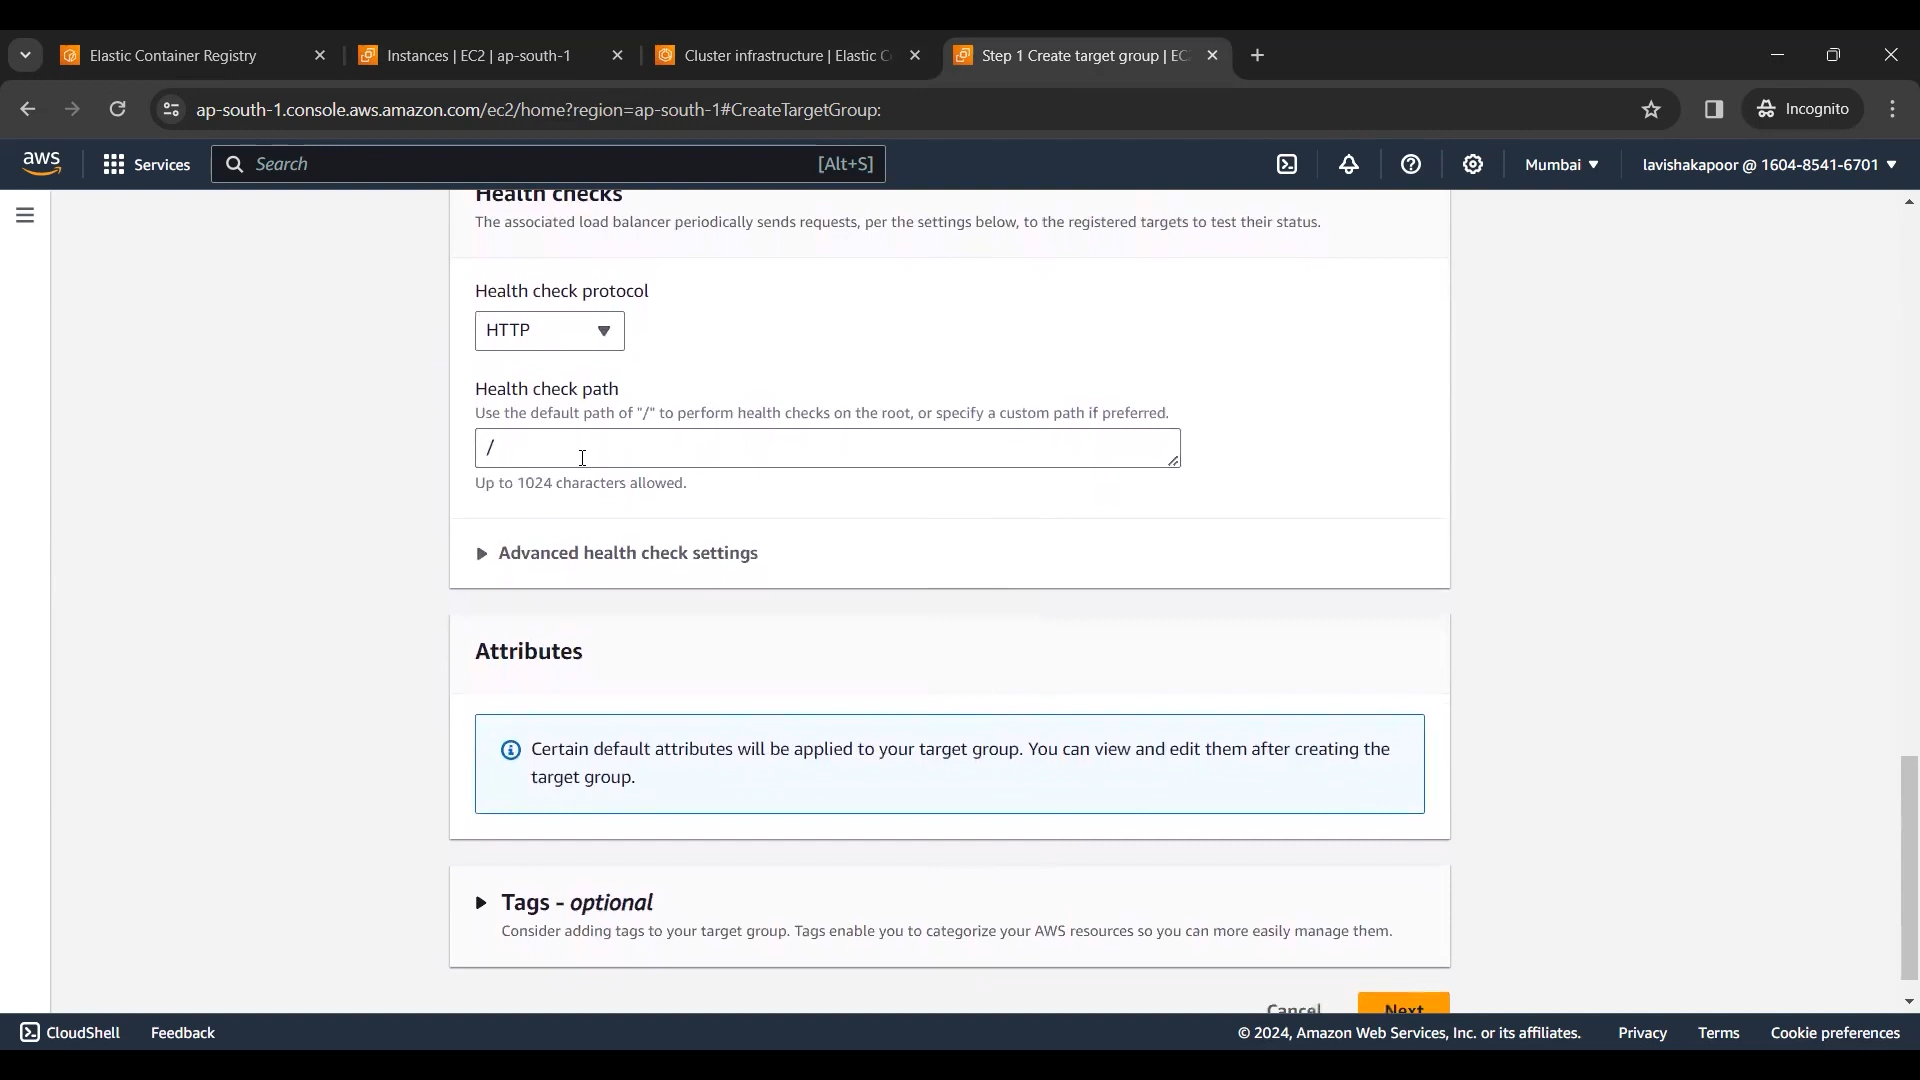 Elastic Container Registry
Instances | EC2 | ap-south-1
Cluster infrastructure | Elastic C
Step 1 Create target group | EC
ap-south-1.console.aws.amazon.com/ec2/home?region=ap-south-1#CreateTargetGroup:
Incognito
aws
Services
Search
[Alt+S]
Mumbai
lavishakapoor @ 1604-8541-6701
Health checks
The associated load balancer periodically sends requests, per the settings below, to the registered targets to test their status.
Health check protocol
HTTP
Health check path
Use the default path of "/" to perform health checks on the root, or specify a custom path if preferred.
/
Up to 1024 characters allowed.
Advanced health check settings
Attributes
Certain default attributes will be applied to your target group. You can view and edit them after creating the
target group.
Tags - optional
Consider adding tags to your target group. Tags enable you to categorize your AWS resources so you can more easily manage them.
Cancel
Next
CloudShell
Feedback
© 2024, Amazon Web Services, Inc. or its affiliates.
Privacy
Terms
Cookie preferences